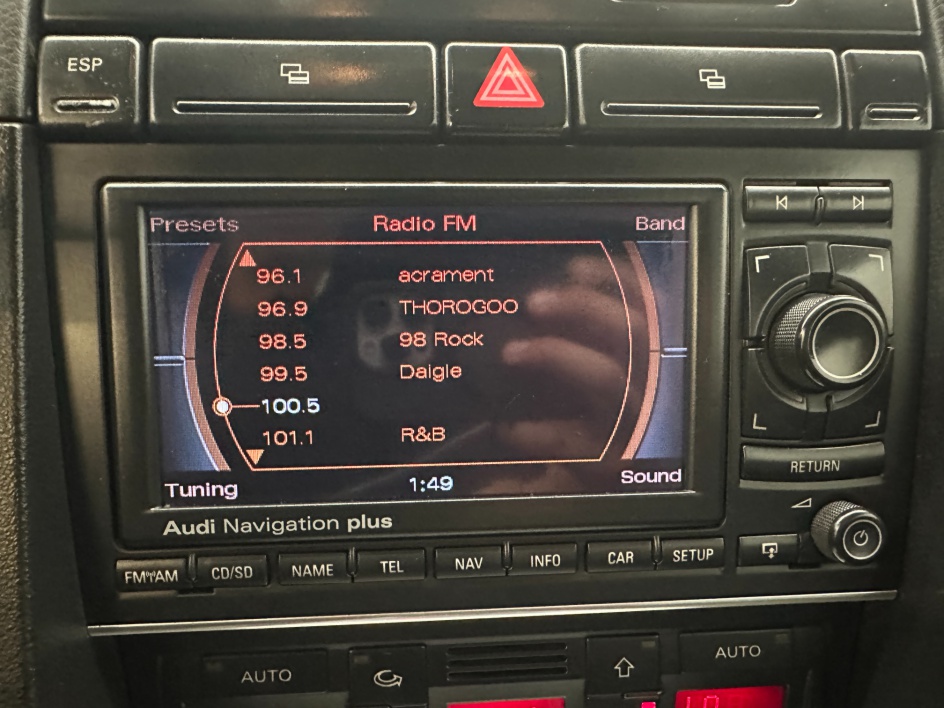 ESP
Presets Radio FM Band
96.1 acrament
96.9 THOROGOO
98.5 98 Rock
99.5 Daigle
100.5
101.1 R&B
Tuning 1:49 Sound
Audi Navigation plus
RETURN
FM/AM CD/SD NAME TEL NAV INFO CAR SETUP
AUTO AUTO